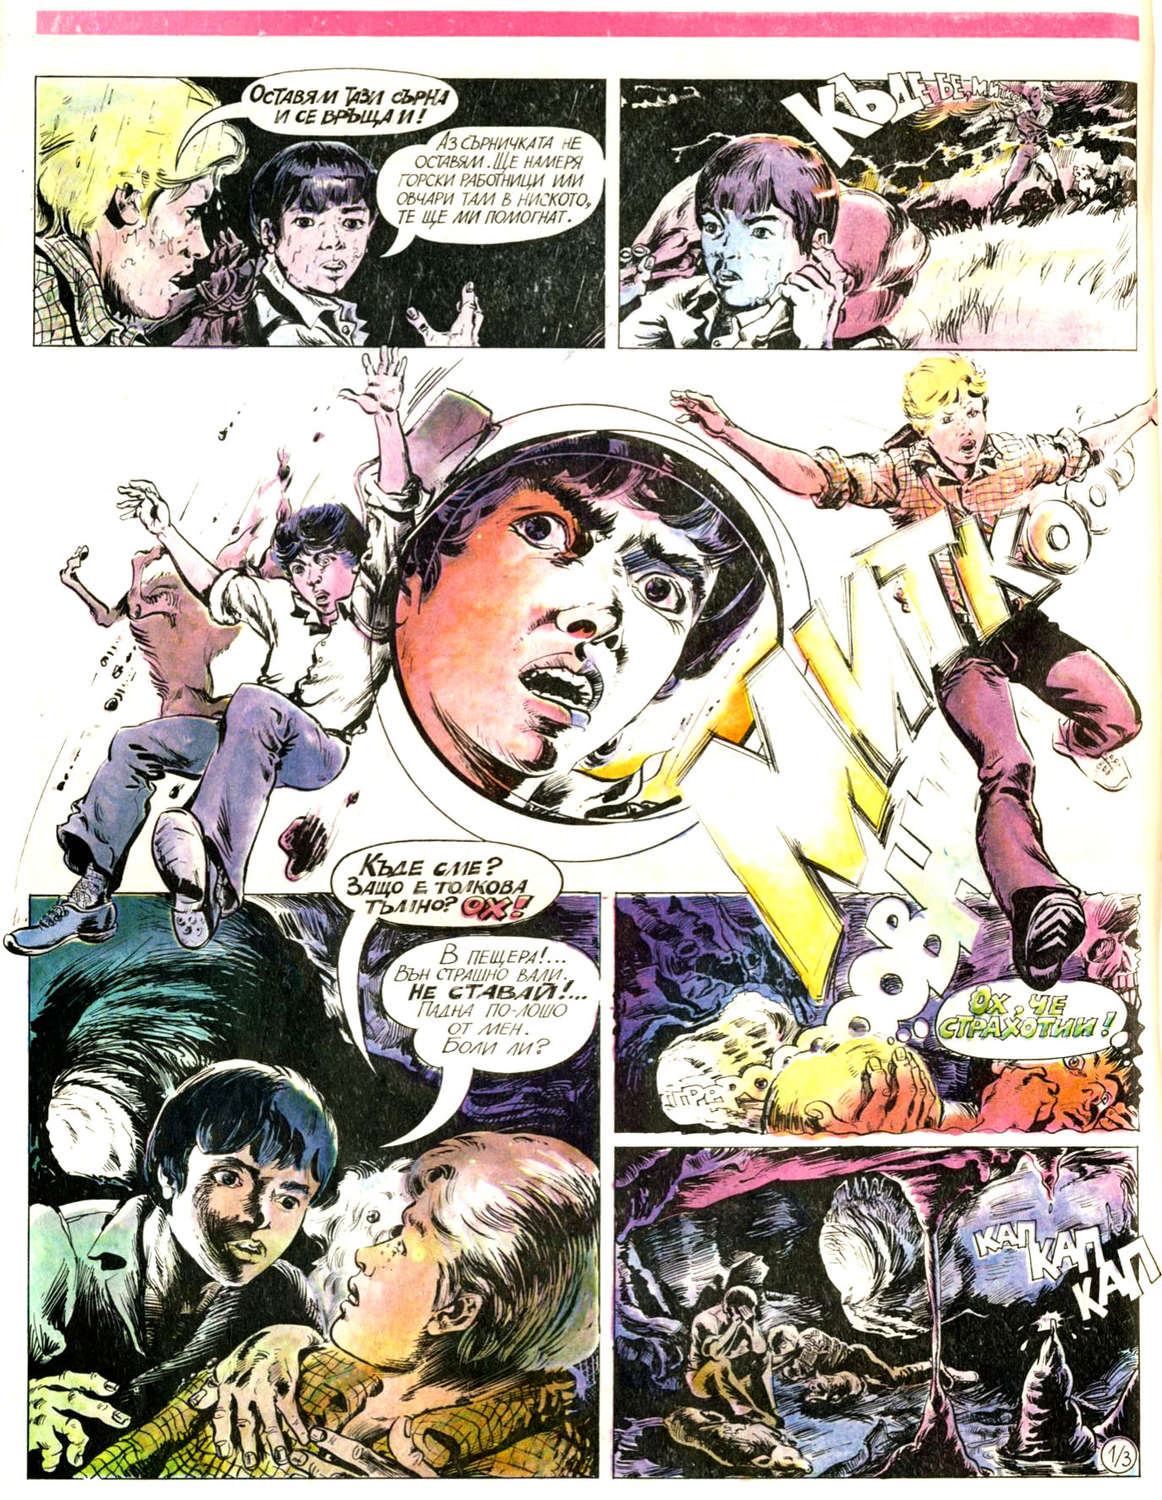 ОСТАВЯМ ТАЗИ СЪРНА
И СЕ ВРЪЩАМ!
АЗ СЪРНИЧКАТА НЕ
ОСТАВЯМ. ЩЕ НАМЕРЯ
ГОРСКИ РАБОТНИЦИ ИЛИ
ОВЧАРИ ТАМ В НИСКОТО,
ТЕ ЩЕ МИ ПОМОГНАТ.
КЪДЕ БЕ, МИТКО
МИТКО...
КЪДЕ СМЕ?
ЗАЩО Е ТОЛКОВА
ТЪМНО? ОХ!
В ПЕЩЕРА!...
ВЪН СТРАШНО ВАЛИ.
НЕ СТАВАЙ!...
ПАДНА ПО-ЛОШО
ОТ МЕН.
БОЛИ ЛИ?
ОХ, ЧЕ
СТРАХОТИИ!
КАП
КАП
КАП
1/3